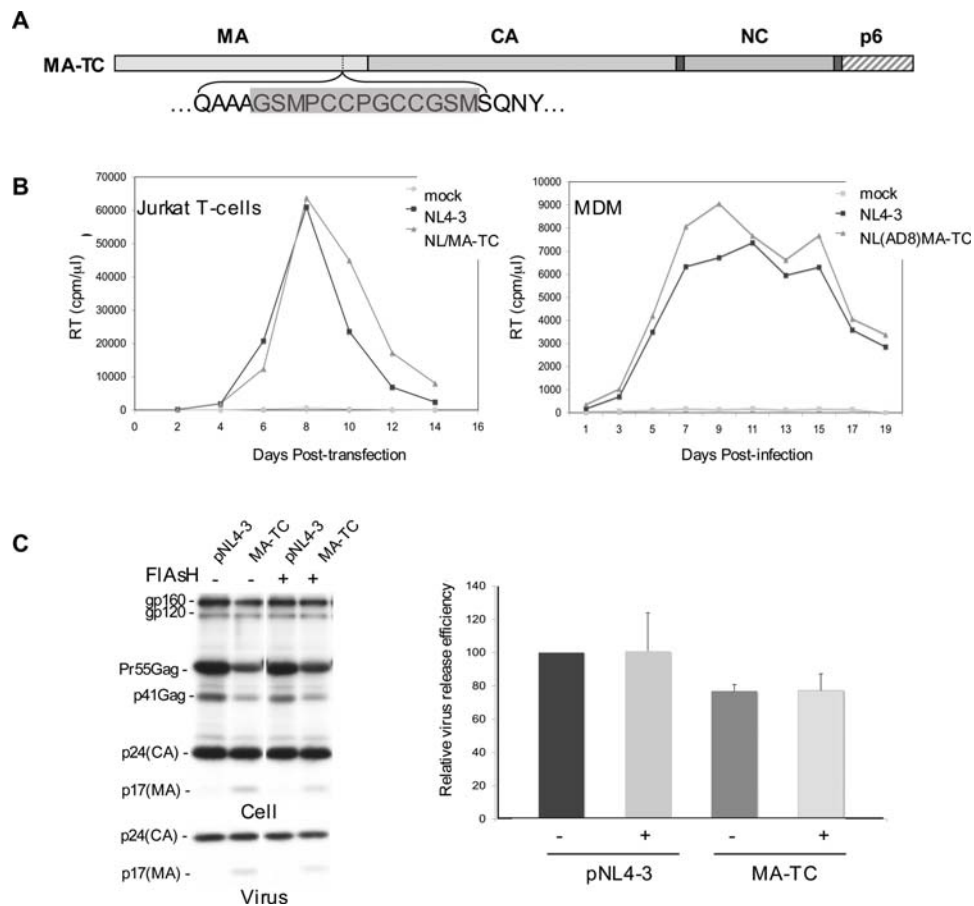 A
MA CA NC p6
MA-TC
...QAAAGSMPCCPGCCGSMSQNY...
B
Jurkat T-cells
mock
NL4-3
NL/MA-TC
RT (cpm/µl)
70000
60000
50000
40000
30000
20000
10000
0
0 2 4 6 8 10 12 14 16
Days Post-transfection
MDM
mock
NL4-3
NL(AD8)MA-TC
RT (cpm/µl)
10000
9000
8000
7000
6000
5000
4000
3000
2000
1000
0
1 3 5 7 9 11 13 15 17 19
Days Post-infection
C
pNL4-3 MA-TC pNL4-3 MA-TC
FlAsH - - + +
gp160-
gp120-
Pr55Gag -
p41Gag -
p24(CA) -
p17(MA) -
Cell
p24(CA) -
p17(MA) -
Virus
Relative virus release efficiency
140
120
100
80
60
40
20
0
- + - +
pNL4-3 MA-TC